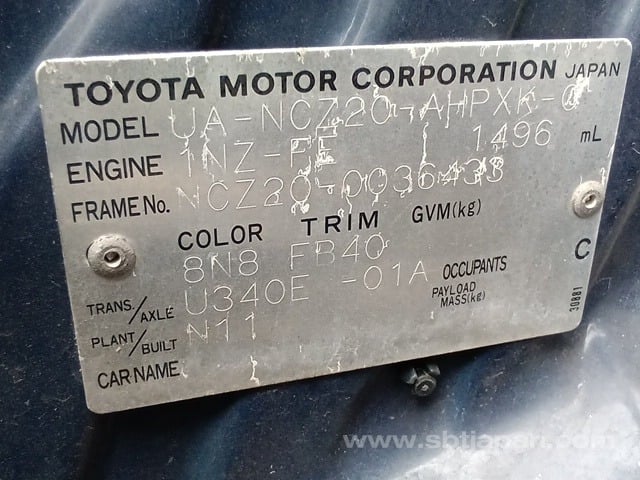 TOYOTA MOTOR CORPORATION JAPAN
MODEL UA-NCZ20-AHPXK
ENGINE 1NZ-FE 1496 mL
FRAME No. NCZ20-0036433
COLOR TRIM GVM(kg)
8N8 FB40 C
TRANS/AXLE U340E -01A OCCUPANTS
PAYLOAD MASS(kg)
PLANT/BUILT N11
CAR NAME
30881
www.sbtjapan.com